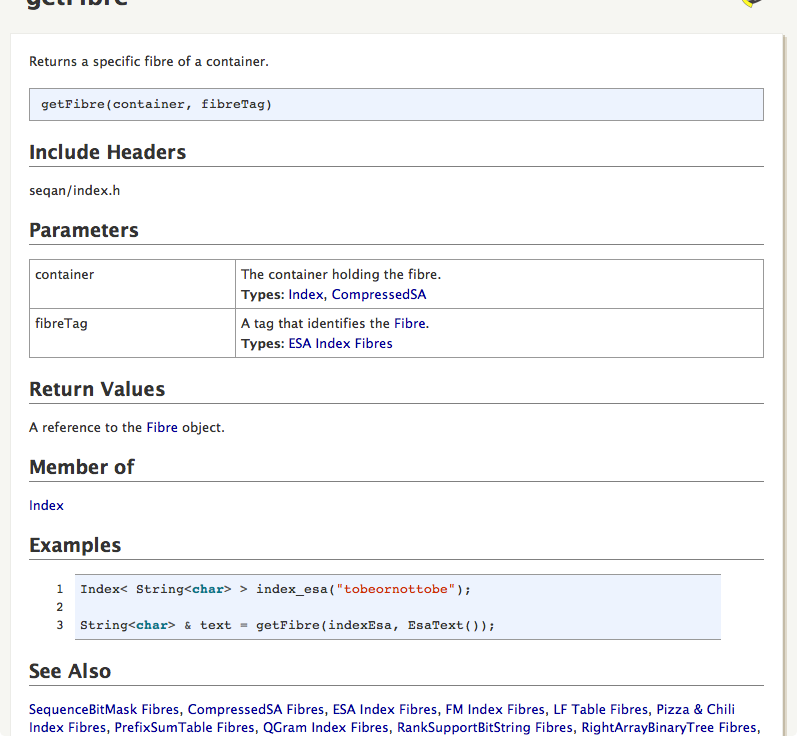 getFibre
Returns a specific fibre of a container.
getFibre(container, fibreTag)
Include Headers
seqan/index.h
Parameters
container
The container holding the fibre.
Types: Index, CompressedSA
fibreTag
A tag that identifies the Fibre.
Types: ESA Index Fibres
Return Values
A reference to the Fibre object.
Member of
Index
Examples
1 Index< String<char> > index_esa("tobeornottobe");
2
3 String<char> & text = getFibre(indexEsa, EsaText());
See Also
SequenceBitMask Fibres, CompressedSA Fibres, ESA Index Fibres, FM Index Fibres, LF Table Fibres, Pizza & Chili
Index Fibres, PrefixSumTable Fibres, QGram Index Fibres, RankSupportBitString Fibres, RightArrayBinaryTree Fibres,